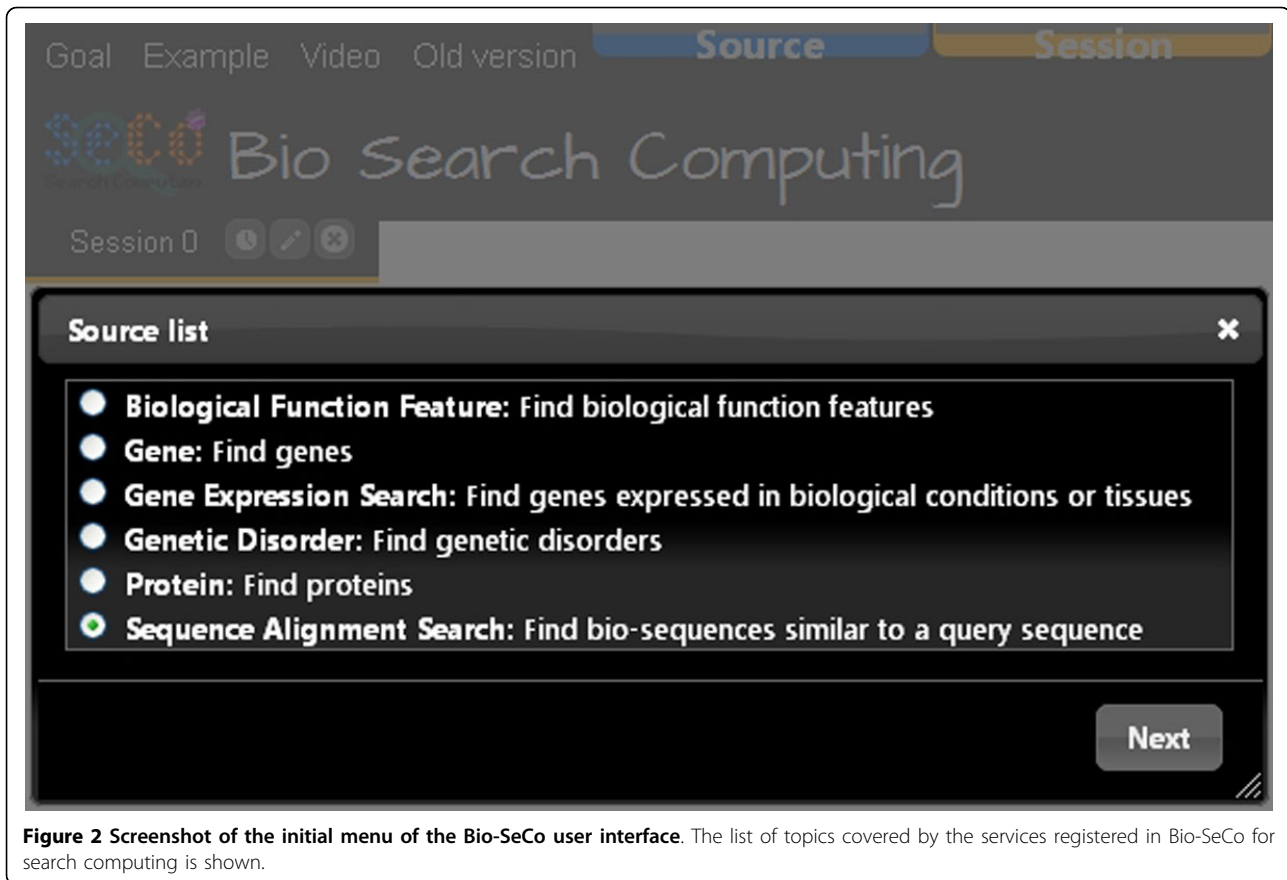 Goal Example Video Old version Source Session
SeCo Bio Search Computing
Search Computing
Session 0
Source list
Biological Function Feature: Find biological function features
Gene: Find genes
Gene Expression Search: Find genes expressed in biological conditions or tissues
Genetic Disorder: Find genetic disorders
Protein: Find proteins
Sequence Alignment Search: Find bio-sequences similar to a query sequence
Next
Figure 2 Screenshot of the initial menu of the Bio-SeCo user interface. The list of topics covered by the services registered in Bio-SeCo for
search computing is shown.